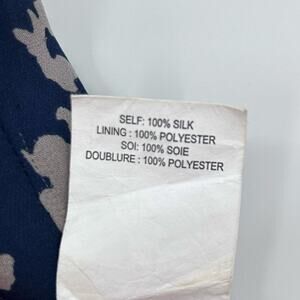 SELF: 100% SILK
LINING : 100% POLYESTER
SOI: 100% SOIE
DOUBLURE : 100% POLYESTER